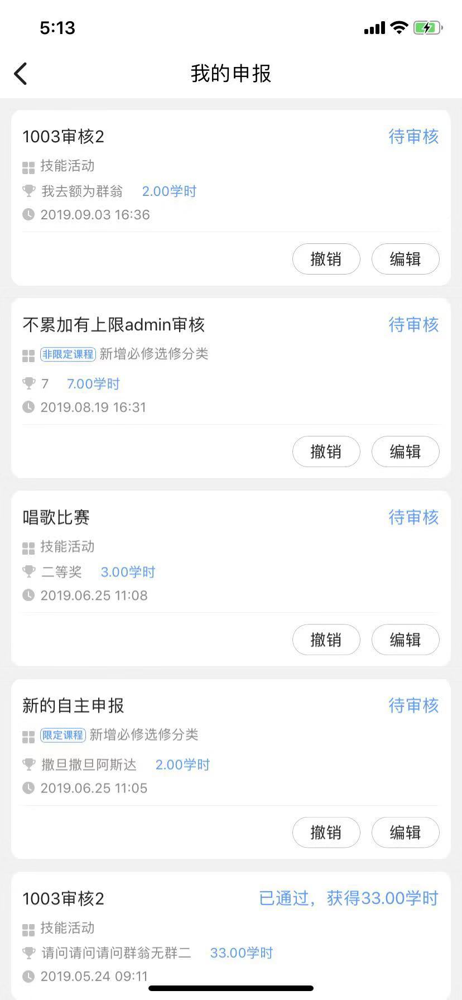 5:13
我的申报
1003审核2 待审核
技能活动
我去额为群翁 2.00学时
2019.09.03 16:36
撤销 编辑
不累加有上限admin审核 待审核
非限定课程 新增必修选修分类
7 7.00学时
2019.08.19 16:31
撤销 编辑
唱歌比赛 待审核
技能活动
二等奖 3.00学时
2019.06.25 11:08
撤销 编辑
新的自主申报 待审核
限定课程 新增必修选修分类
撒旦撒旦阿斯达 2.00学时
2019.06.25 11:05
撤销 编辑
1003审核2 已通过，获得33.00学时
技能活动
请问请问请问群翁无群二 33.00学时
2019.05.24 09:11